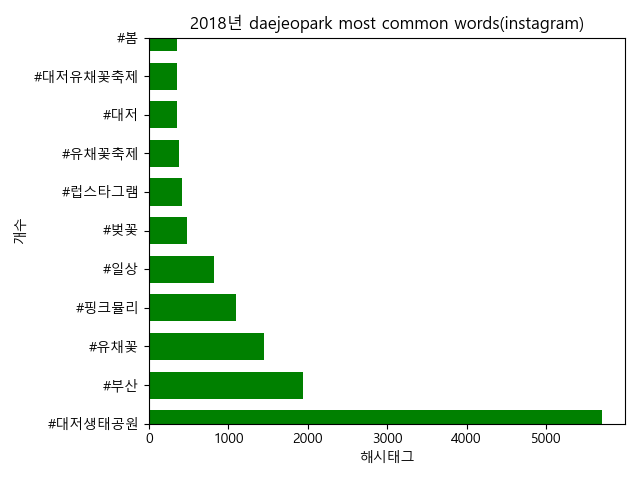 2018년 daejeopark most common words(instagram)
#봄
#대저유채꽃축제
#대저
#유채꽃축제
#럽스타그램
#벚꽃
#일상
#핑크뮬리
#유채꽃
#부산
#대저생태공원
개수
0 1000 2000 3000 4000 5000
해시태그